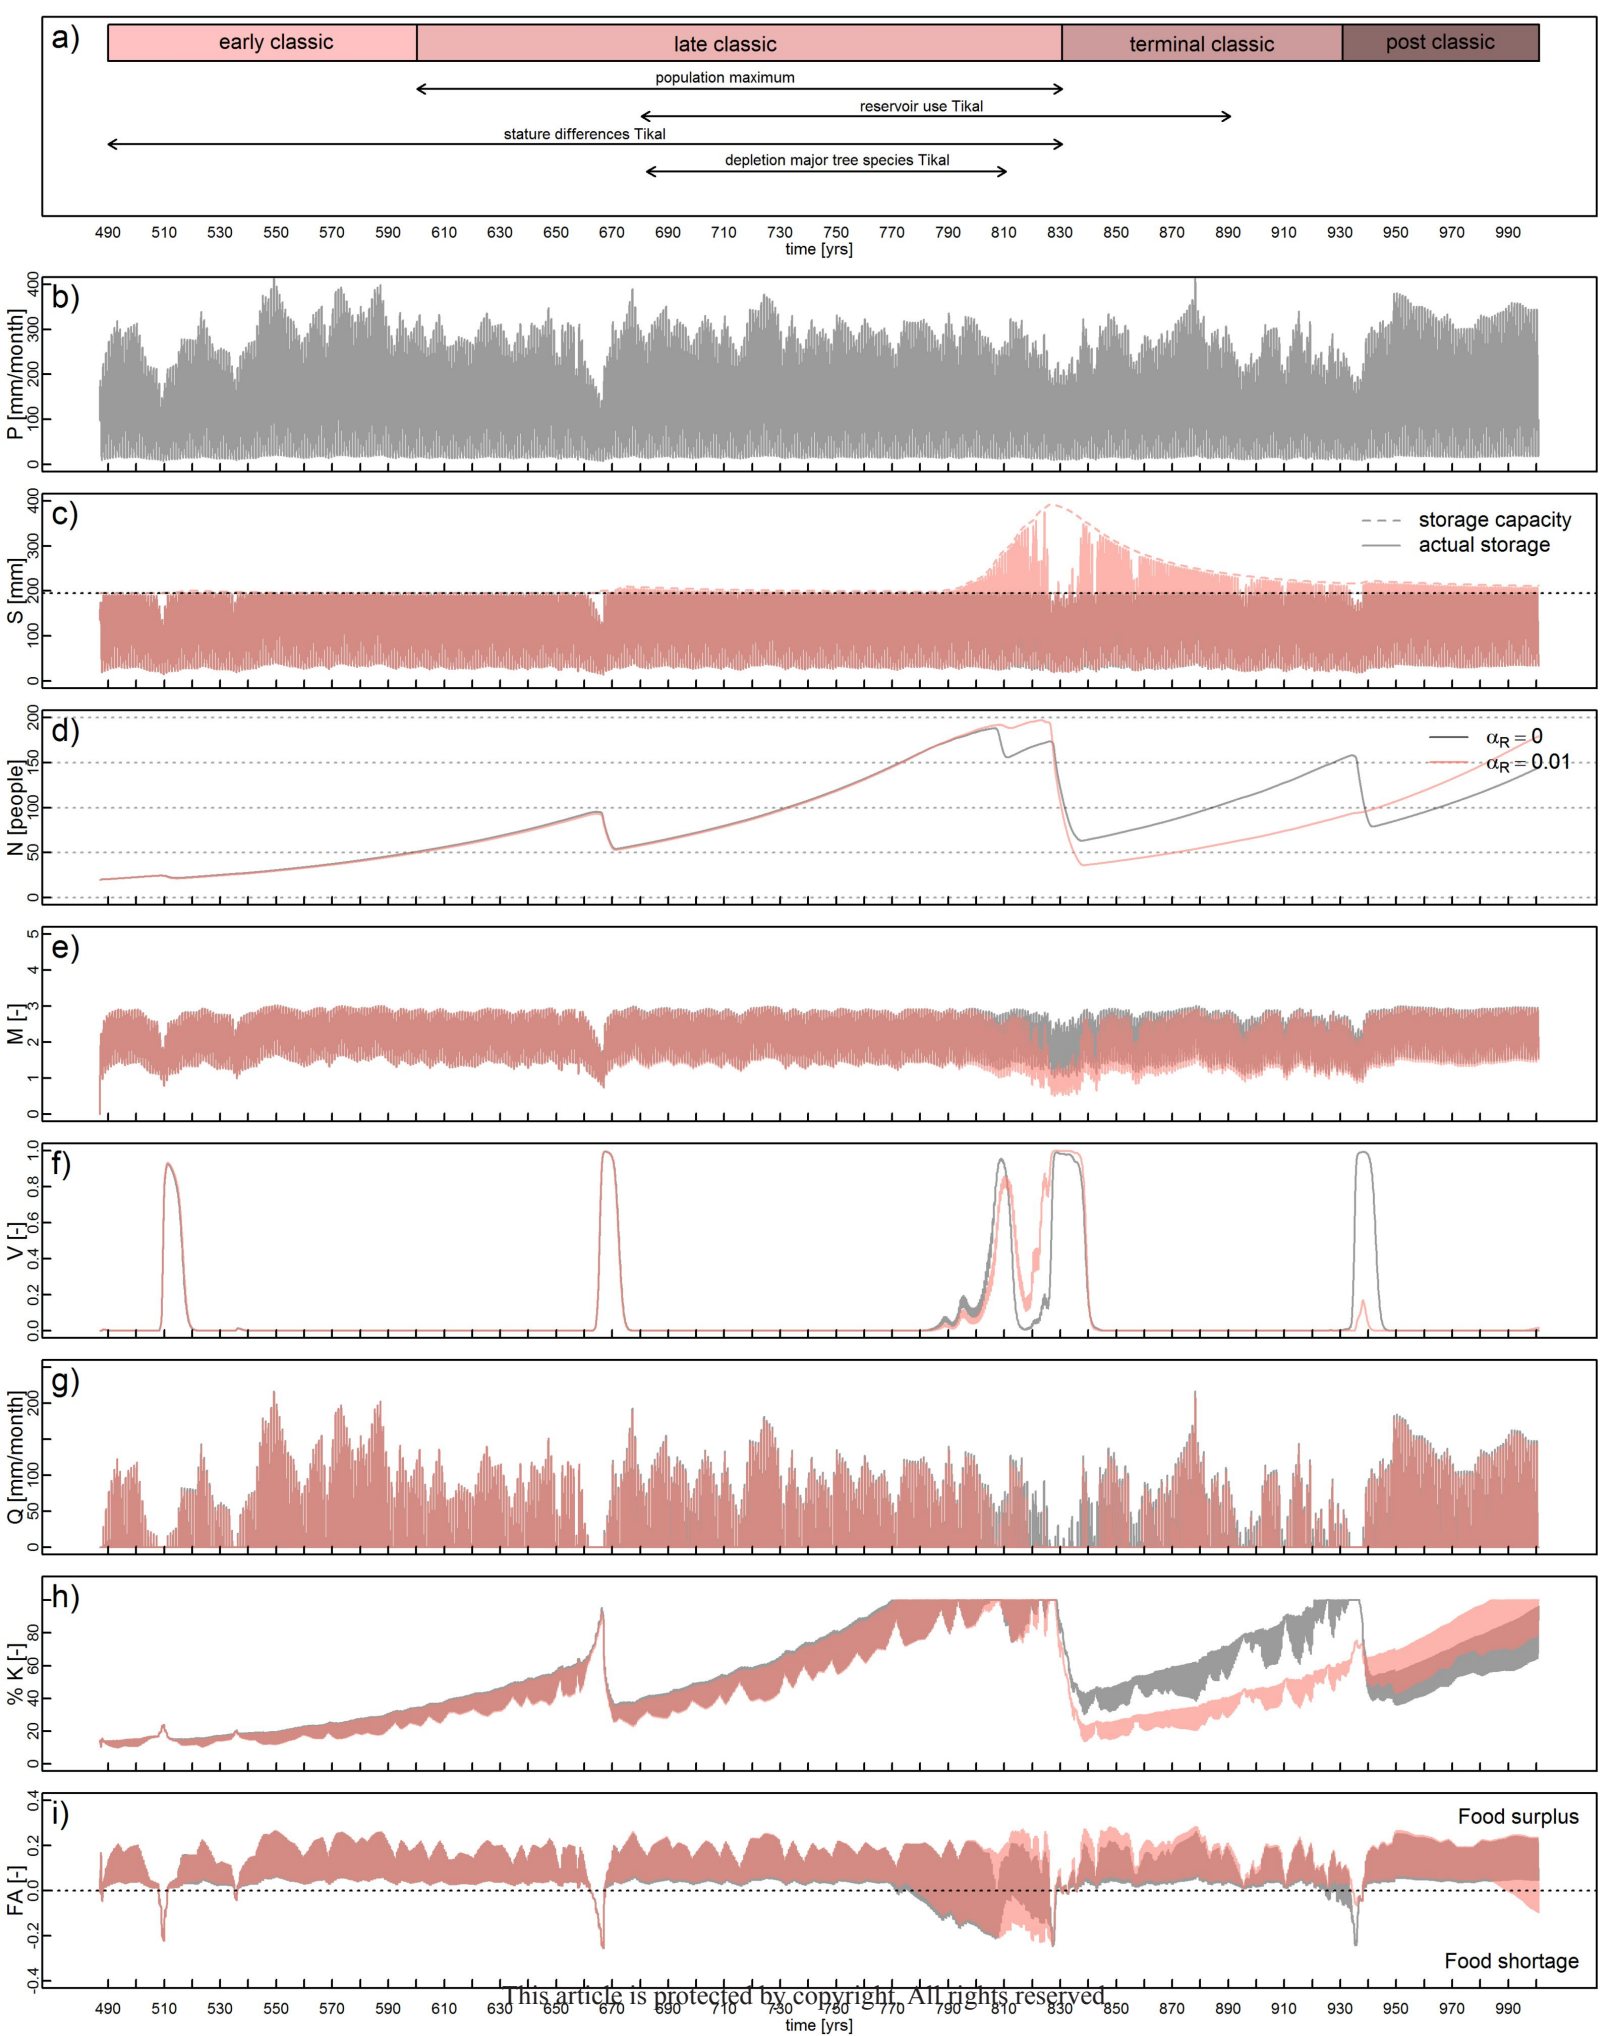 a)
early classic
late classic
terminal classic
post classic
population maximum
reservoir use Tikal
stature differences Tikal
depletion major tree species Tikal
490 510 530 550 570 590 610 630 650 670 690 710 730 750 770 790 810 830 850 870 890 910 930 950 970 990
time [yrs]
b)
P [mm/month]
0 100 200 300 400
c)
S [mm]
0 100 200 300 400
storage capacity
actual storage
d)
N [people]
0 50 100 150 200
αR = 0
αR = 0.01
e)
M [-]
0 1 2 3 4 5
f)
V [-]
0.0 0.2 0.4 0.6 0.8 1.0
g)
Q [mm/month]
0 50 100 200
h)
% K [-]
0 20 40 60 80
i)
FA [-]
-0.4 -0.2 0.0 0.2 0.4
Food surplus
Food shortage
This article is protected by copyright. All rights reserved
490 510 530 550 570 590 610 630 650 670 690 710 730 750 770 790 810 830 850 870 890 910 930 950 970 990
time [yrs]